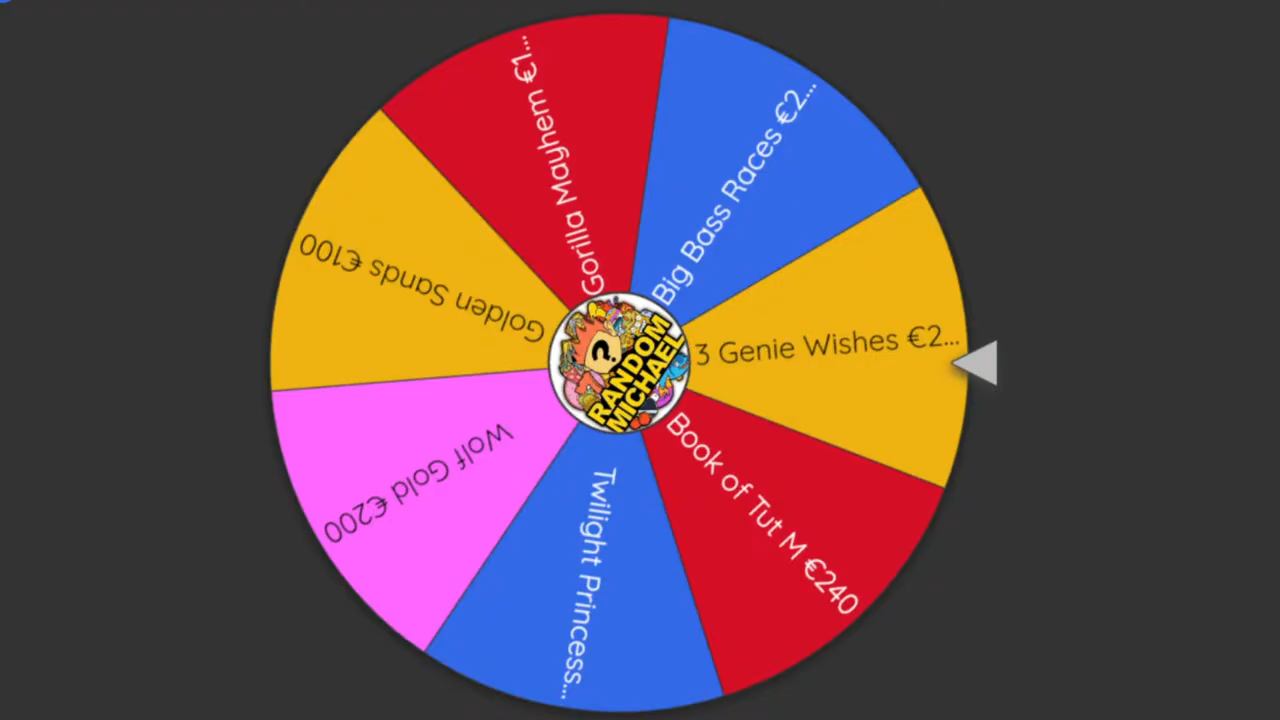 Gorilla Mayhem €1...
Big Bass Races €2...
3 Genie Wishes €2...
Book of Tut M €240
Twilight Princess...
Wolf Gold €200
Golden Sands €100
?
RANDOM
MICHAEL